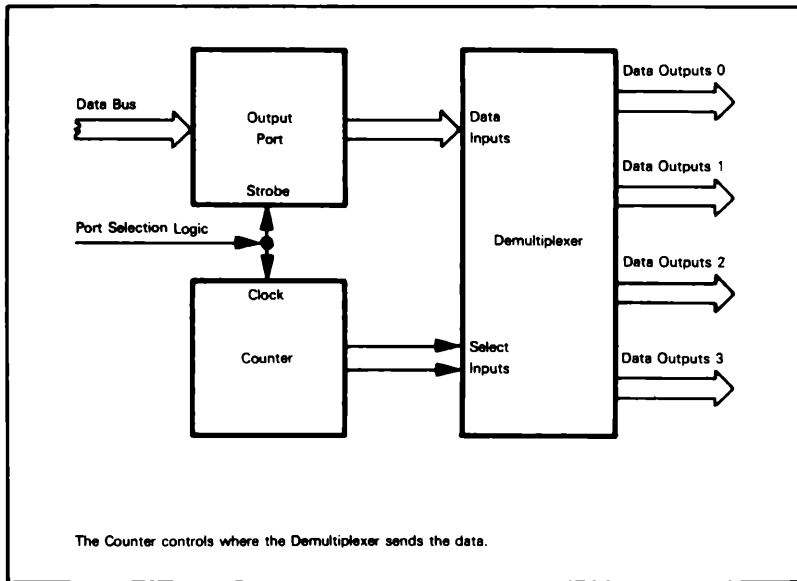 Data Bus
Output
Port
Strobe
Port Selection Logic
Clock
Counter
Data
Inputs
Demultiplexer
Select
Inputs
Data Outputs 0
Data Outputs 1
Data Outputs 2
Data Outputs 3
The Counter controls where the Demultiplexer sends the data.